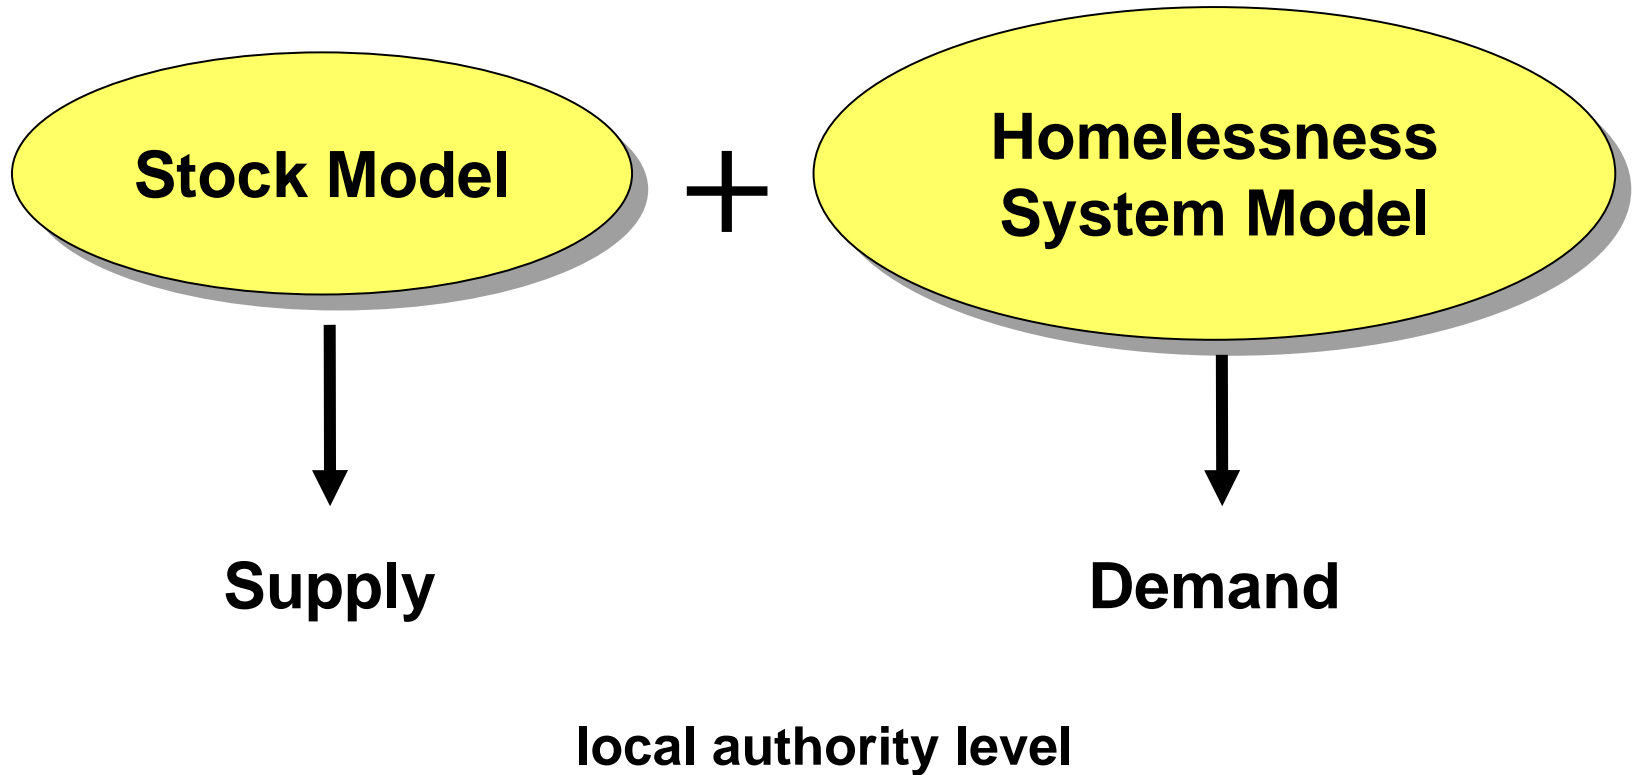 Stock Model
+
Homelessness
System Model
Supply
Demand
local authority level